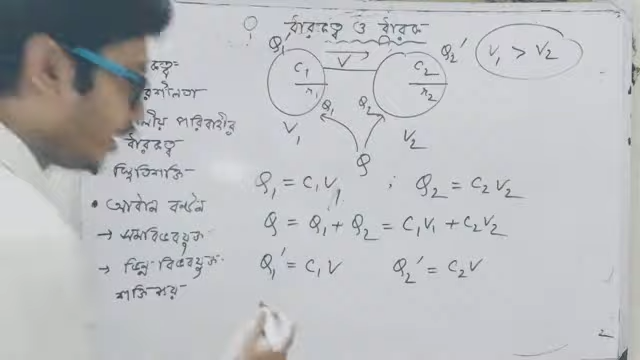 ধারকত্ব ও ধারক
Q₁' V Q₂' V₁ > V₂
C₁ C₂
r₁ r₂
Q₁ Q₂
V₁ V₂
Q
পরিবাহীর
ধারকত্ব
স্থিতিশক্তি
• আধান বন্টন
→ সমবিভবযুক্ত
→ ভিন্ন বিভবযুক্ত
শক্তিক্ষয়
Q₁ = C₁V₁ ; Q₂ = C₂V₂
Q = Q₁ + Q₂ = C₁V₁ + C₂V₂
Q₁' = C₁V Q₂' = C₂V